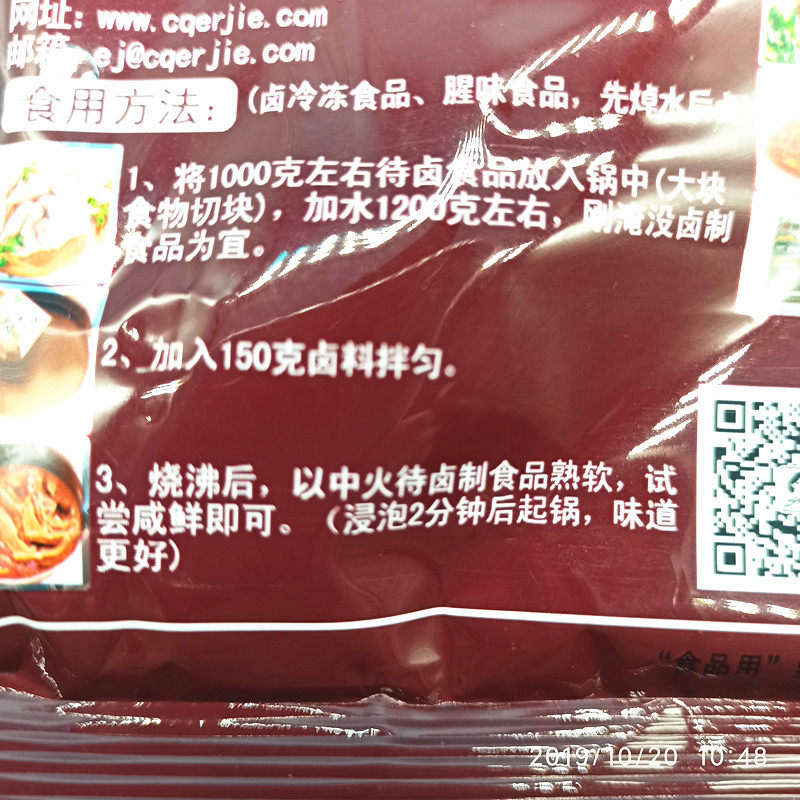 网址：www.cqerjie.com
邮箱：ej@cqerjie.com
食用方法：（卤冷冻食品、腥味食品，先焯水后卤
1、将1000克左右待卤食品放入锅中(大块
食物切块），加水1200克左右，刚淹没卤制
食品为宜。
2、加入150克卤料拌匀。
3、烧沸后，以中火待卤制食品熟软，试
尝咸鲜即可。（浸泡2分钟后起锅，味道
更好）
“食品用”
2019/10/20 10:48